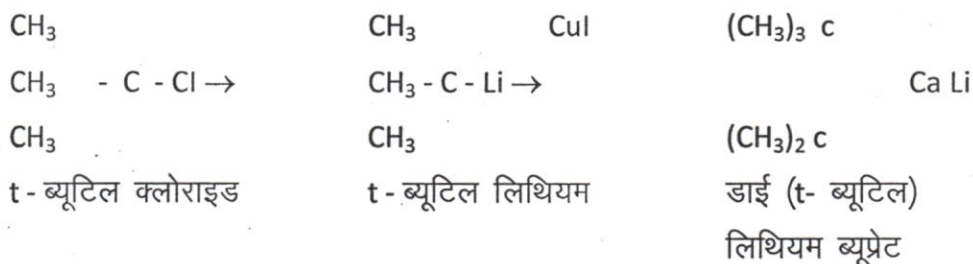 CH₃ CH₃ CuI (CH₃)₃ c
CH₃ - C - Cl → CH₃ - C - Li → Ca Li
CH₃ CH₃ (CH₃)₂ c
t - ब्यूटिल क्लोराइड t - ब्यूटिल लिथियम डाई (t- ब्यूटिल)
लिथियम ब्यूप्रेट